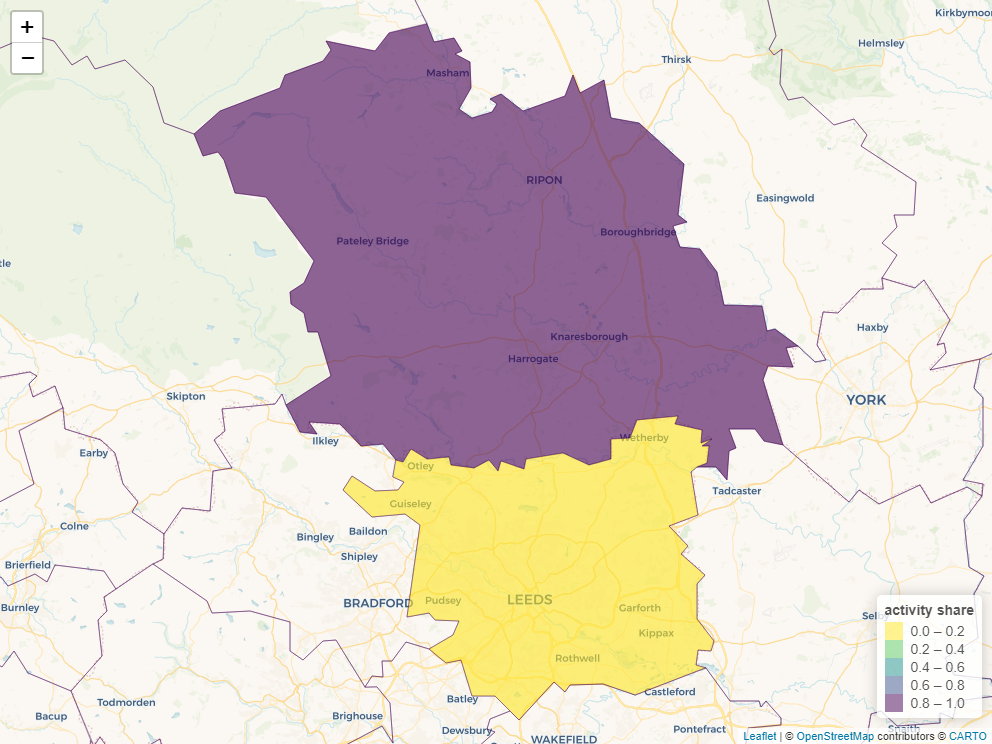 +
−
Kirkbymoor
Helmsley
Thirsk
Masham
RIPON
Easingwold
Boroughbridge
Pateley Bridge
tle
Haxby
Knaresborough
Harrogate
Skipton
YORK
Ilkley
Wetherby
Earby
Otley
Tadcaster
Guiseley
Colne
Baildon
Bingley
Shipley
Brierfield
LEEDS
Pudsey
BRADFORD
Burnley
Garforth
Selb
Kippax
Rothwell
Castleford
Batley
Todmorden
Bacup
Brighouse
Dewsbury
Pontefract
Snaith
WAKEFIELD
activity share
0.0 – 0.2
0.2 – 0.4
0.4 – 0.6
0.6 – 0.8
0.8 – 1.0
Leaflet | © OpenStreetMap contributors © CARTO